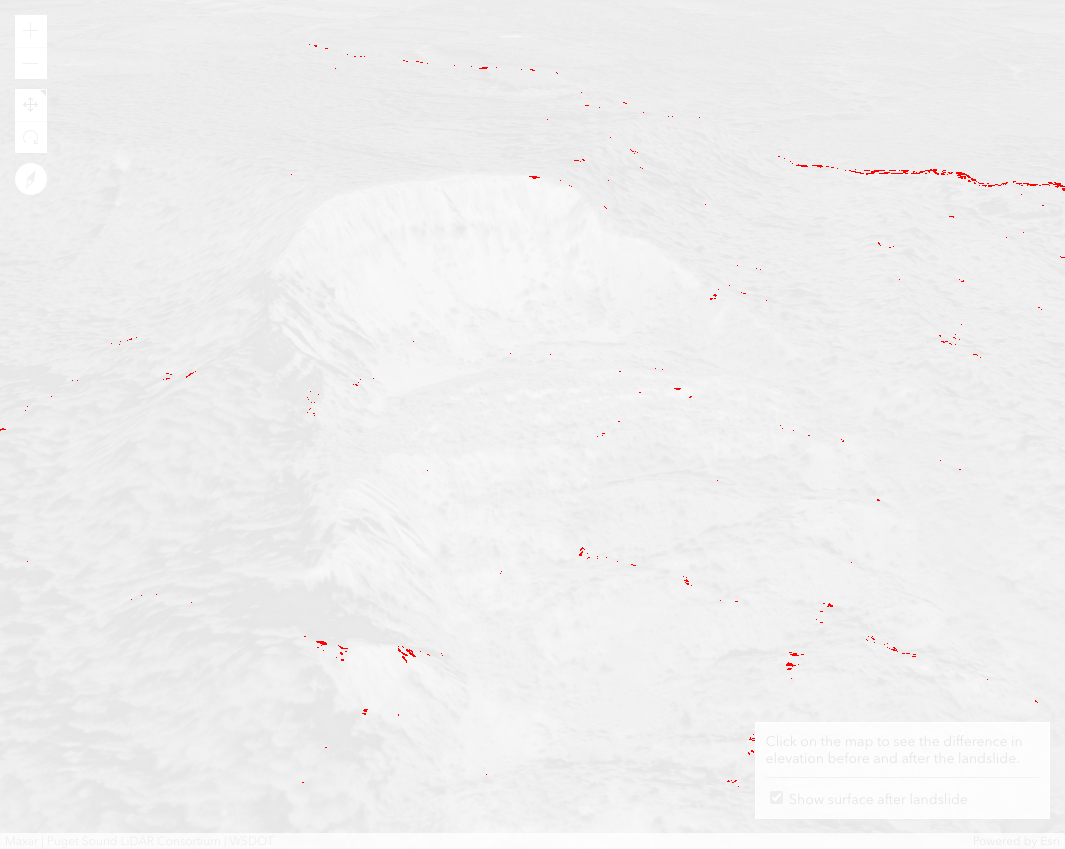 Click on the map to see the difference in
elevation before and after the landslide.
Show surface after landslide
Maxar | Puget Sound LiDAR Consortium | WSDOT
Powered by Esri